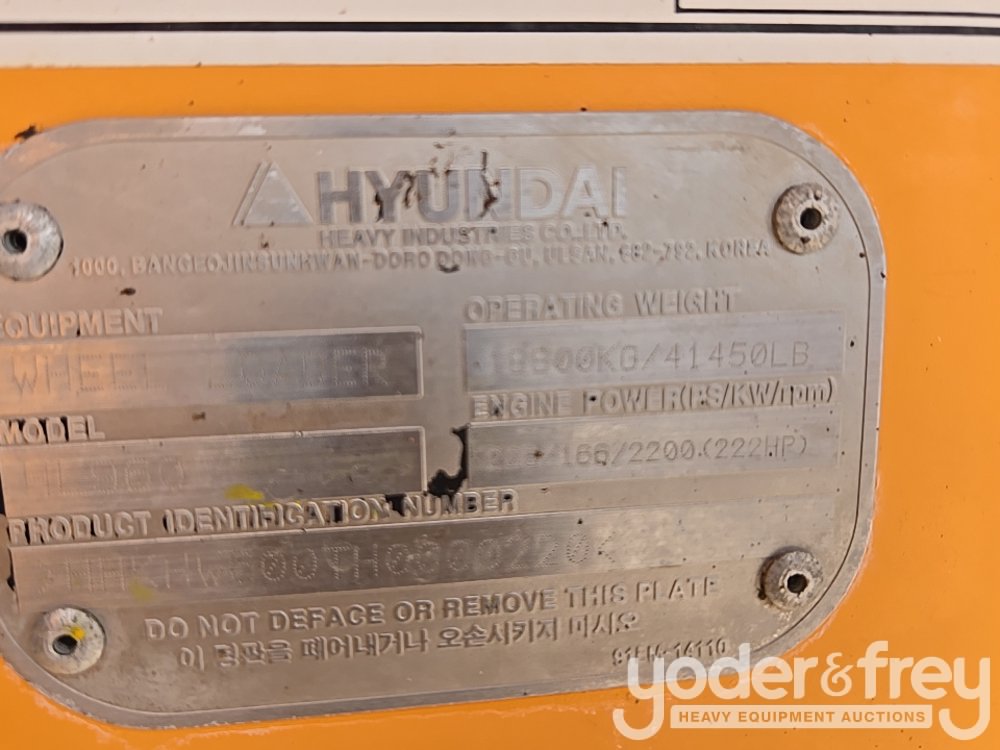 HYUNDAI
HEAVY INDUSTRIES CO.,LTD.
1000, BANGEOJINSUNHWAN-DORO DONG-GU, ULSAN, 682-792, KOREA
EQUIPMENT
WHEEL LOADER
OPERATING WEIGHT
18800KG/41450LB
MODEL
ENGINE POWER(PS/KW/rpm)
/166/2200(222HP)
PRODUCT IDENTIFICATION NUMBER
DO NOT DEFACE OR REMOVE THIS PLATE
이 명판을 떼어내거나 오손시키지 마시오
yoder&frey
HEAVY EQUIPMENT AUCTIONS